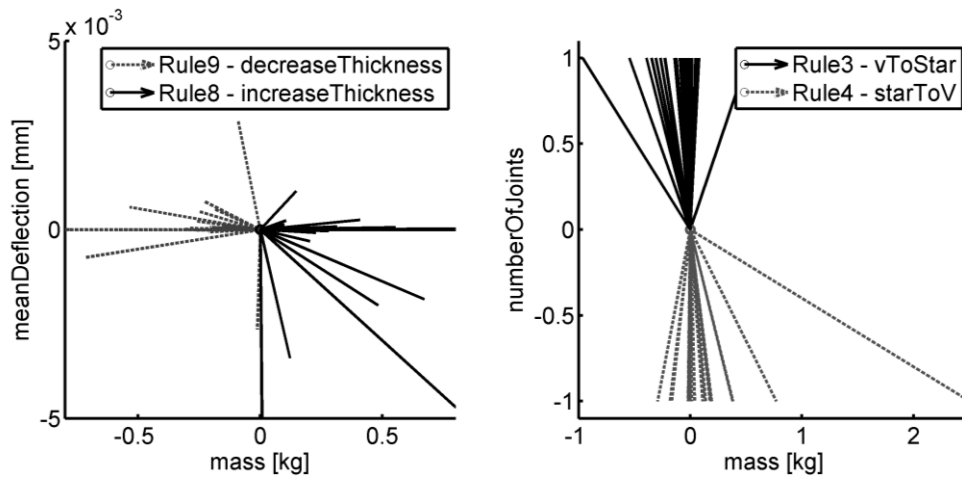 x 10⁻³
5
Rule9 - decreaseThickness
Rule8 - increaseThickness
meanDeflection [mm]
0
-5
-0.5
0
0.5
mass [kg]
1
Rule3 - vToStar
Rule4 - starToV
0.5
numberOfJoints
0
-0.5
-1
-1
0
1
2
mass [kg]